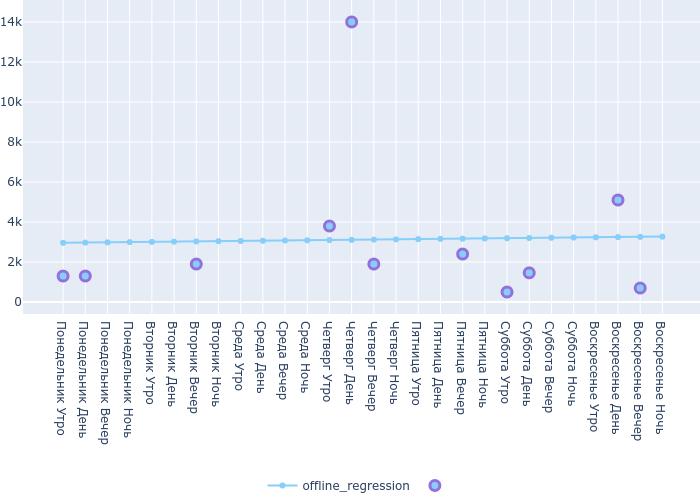 14k
12k
10k
8k
6k
4k
2k
0
Понедельник Утро
Понедельник День
Понедельник Вечер
Понедельник Ночь
Вторник Утро
Вторник День
Вторник Вечер
Вторник Ночь
Среда Утро
Среда День
Среда Вечер
Среда Ночь
Четверг Утро
Четверг День
Четверг Вечер
Четверг Ночь
Пятница Утро
Пятница День
Пятница Вечер
Пятница Ночь
Суббота Утро
Суббота День
Суббота Вечер
Суббота Ночь
Воскресенье Утро
Воскресенье День
Воскресенье Вечер
Воскресенье Ночь
offline_regression